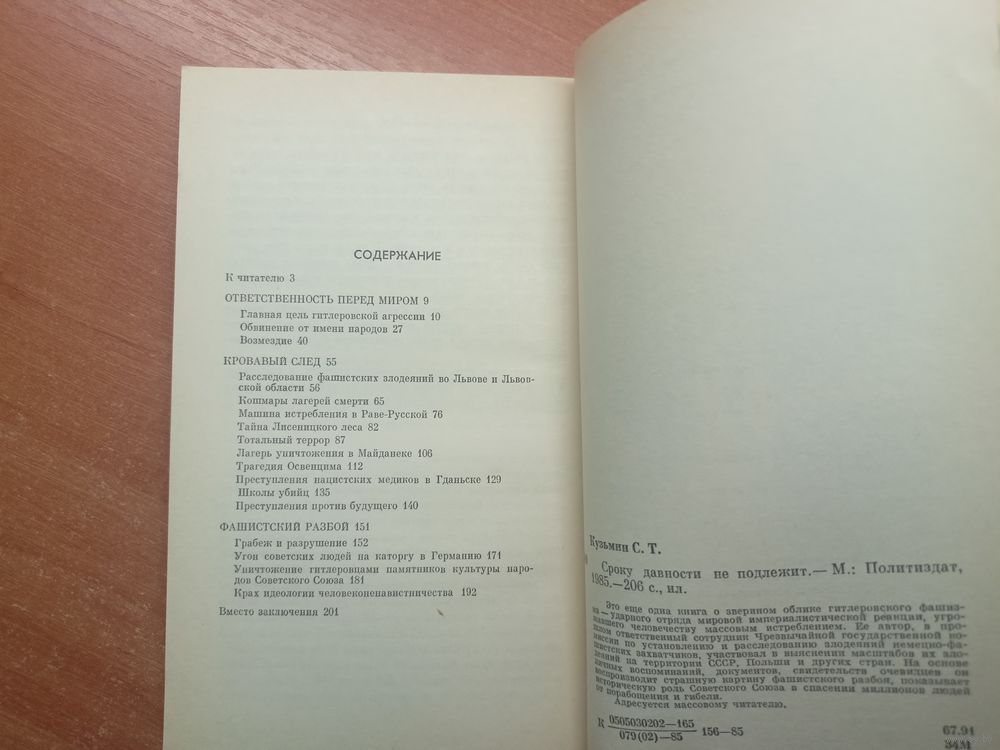 СОДЕРЖАНИЕ
К читателю 3
ОТВЕТСТВЕННОСТЬ ПЕРЕД МИРОМ 9
Главная цель гитлеровской агрессии 10
Обвинение от имени народов 27
Возмездие 40
КРОВАВЫЙ СЛЕД 55
Расследование фашистских злодеяний во Львове и Львов-
ской области 56
Кошмары лагерей смерти 65
Машина истребления в Раве-Русской 76
Тайна Лисеницкого леса 82
Тотальный террор 87
Лагерь уничтожения в Майданеке 106
Трагедия Освенцима 112
Преступления нацистских медиков в Гданьске 129
Школы убийц 135
Преступления против будущего 140
ФАШИСТСКИЙ РАЗБОЙ 151
Грабеж и разрушение 152
Угон советских людей на каторгу в Германию 171
Уничтожение гитлеровцами памятников культуры наро-
дов Советского Союза 181
Крах идеологии человеконенавистничества 192
Вместо заключения 201
Кузьмин С. Т.
Сроку давности не подлежит.— М.: Политиздат,
1985.—206 с., ил.
Это еще одна книга о зверином облике гитлеровского фашиз-
ма — ударного отряда мировой империалистической реакции, угро-
жавшего человечеству массовым истреблением. Ее автор, в про-
шлом ответственный сотрудник Чрезвычайной государственной ко-
миссии по установлению и расследованию злодеяний немецко-фа-
шистских захватчиков, участвовал в выяснении масштабов их зло-
деяний на территории СССР, Польши и других стран. На основе
личных воспоминаний, документов, свидетельств очевидцев он
воспроизводит страшную картину фашистского разбоя, показывает
историческую роль Советского Союза в спасении миллионов людей
от порабощения и гибели.
Адресуется массовому читателю.
К 0505030202—165
079(02)—85 156—85
67.91
34М